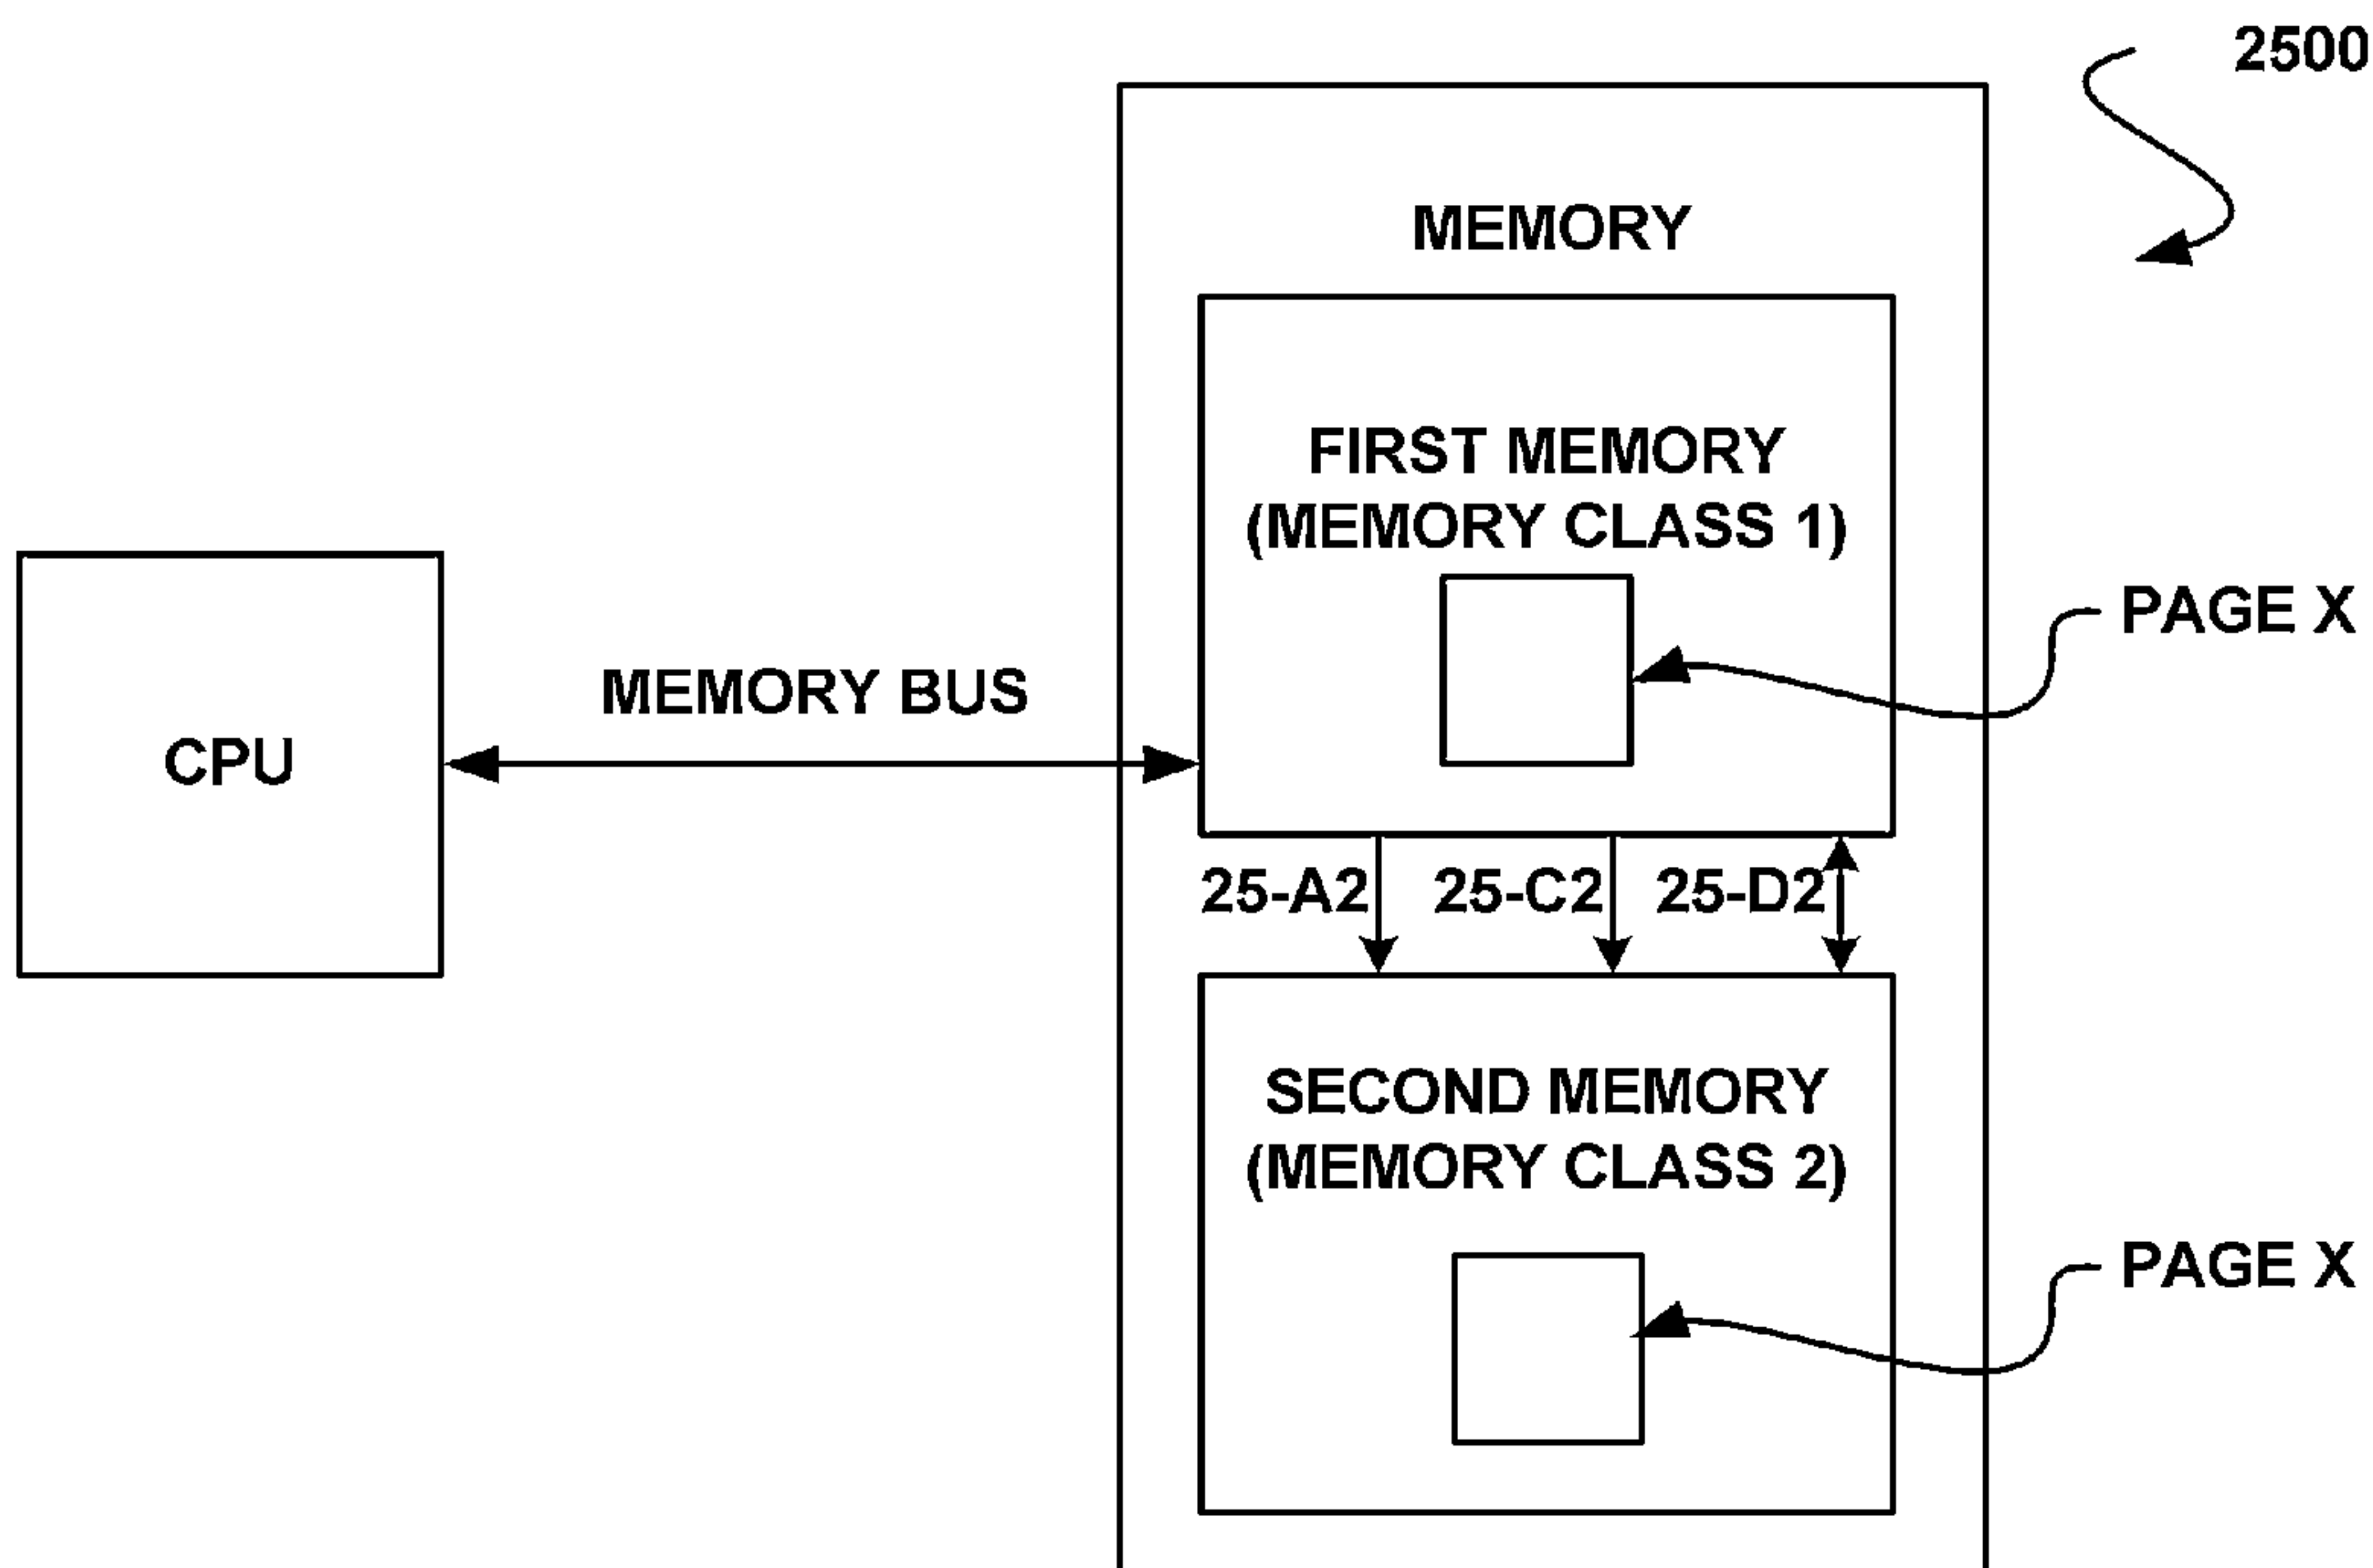 2500
MEMORY
FIRST MEMORY
(MEMORY CLASS 1)
PAGE X
MEMORY BUS
CPU
25-A2
25-C2
25-D2
SECOND MEMORY
(MEMORY CLASS 2)
PAGE X